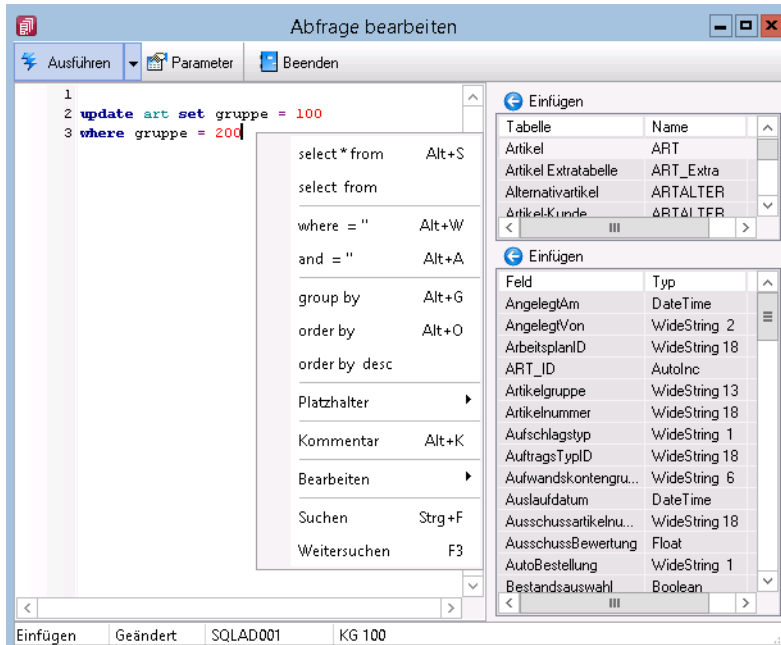 Abfrage bearbeiten
Ausführen Parameter Beenden
1
2 update art set gruppe = 100
3 where gruppe = 200
select * from Alt+S
select from
where = '' Alt+W
and = '' Alt+A
group by Alt+G
order by Alt+O
order by desc
Platzhalter
Kommentar Alt+K
Bearbeiten
Suchen Strg+F
Weitersuchen F3
Einfügen
Tabelle Name
Artikel ART
Artikel Extratabelle ART_Extra
Alternativartikel ARTALTER
Artikel-Kunde ARTALTER
Einfügen
Feld Typ
AngelegtAm DateTime
AngelegtVon WideString 2
ArbeitsplanID WideString 18
ART_ID AutoInc
Artikelgruppe WideString 13
Artikelnummer WideString 18
Aufschlagstyp WideString 1
AuftragsTypID WideString 18
Aufwandskontengru... WideString 6
Auslaufdatum DateTime
Ausschussartikelnu... WideString 18
AusschussBewertung Float
AutoBestellung WideString 1
Bestandsauswahl Boolean
Einfügen Geändert SQLAD001 KG 100